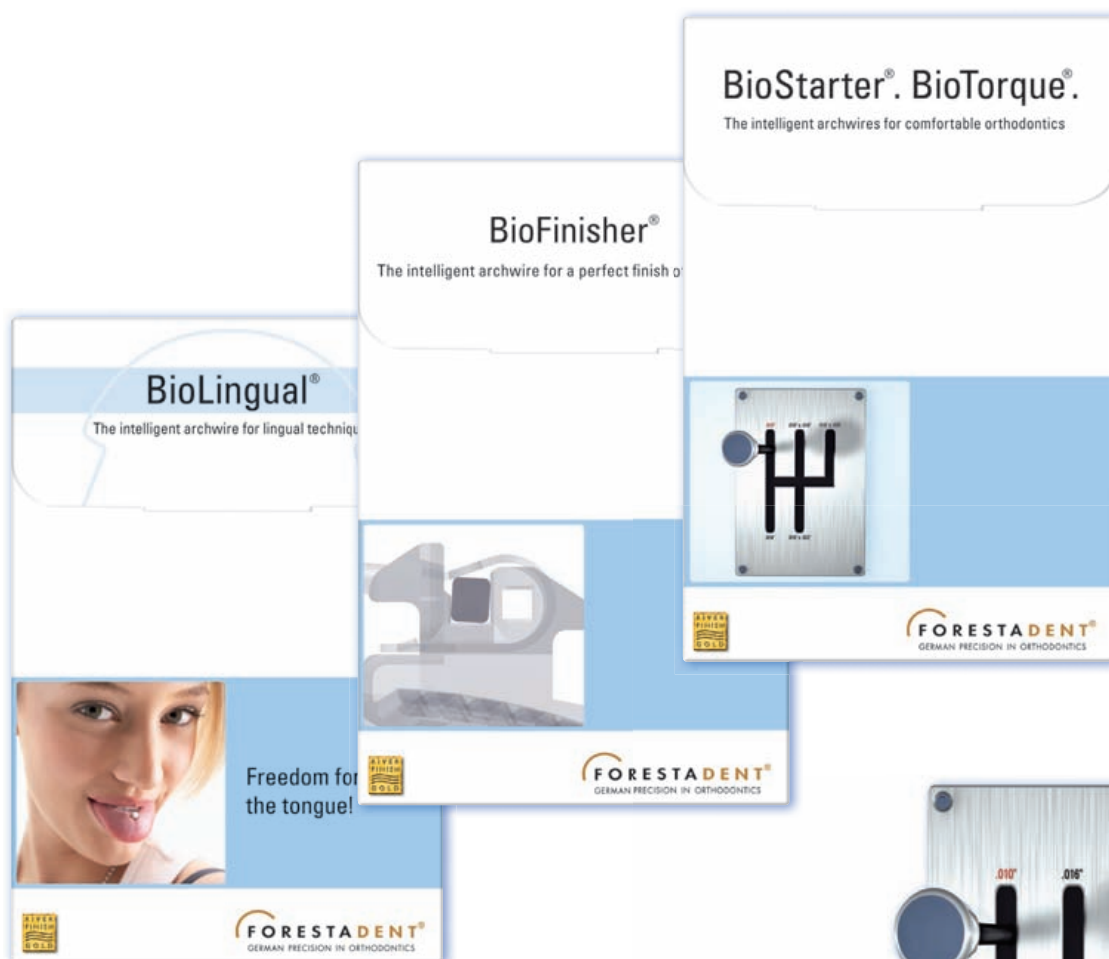 BioStarter®. BioTorque®.
The intelligent archwires for comfortable orthodontics
FORESTADENT®
GERMAN PRECISION IN ORTHODONTICS
BioFinisher®
The intelligent archwire for a perfect finish
FORESTADENT®
GERMAN PRECISION IN ORTHODONTICS
BioLingual®
The intelligent archwire for lingual
Freedom for
the tongue!
FORESTADENT®
GERMAN PRECISION IN ORTHODONTICS
.010"
.016"